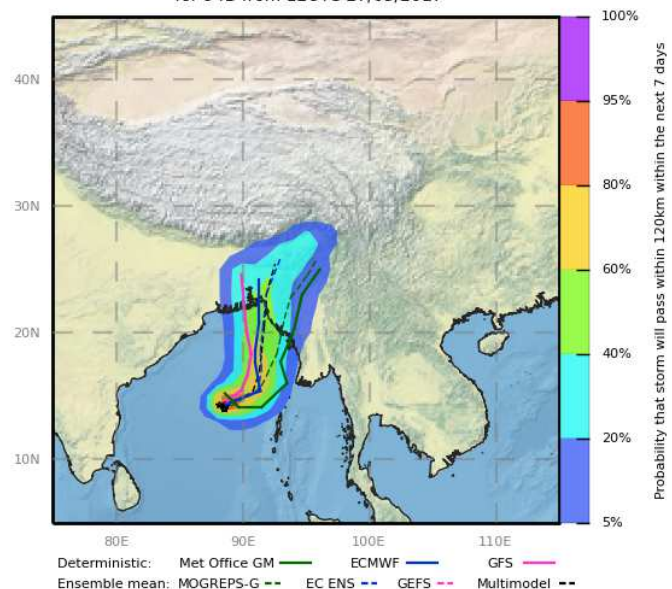 100%
95%
80%
60%
40%
20%
5%
Probability that storm will pass within 120km within the next 7 days
40N
30N
20N
10N
80E 90E 100E 110E
Deterministic: Met Office GM ECMWF GFS
Ensemble mean: MOGREPS-G EC ENS GEFS Multimodel